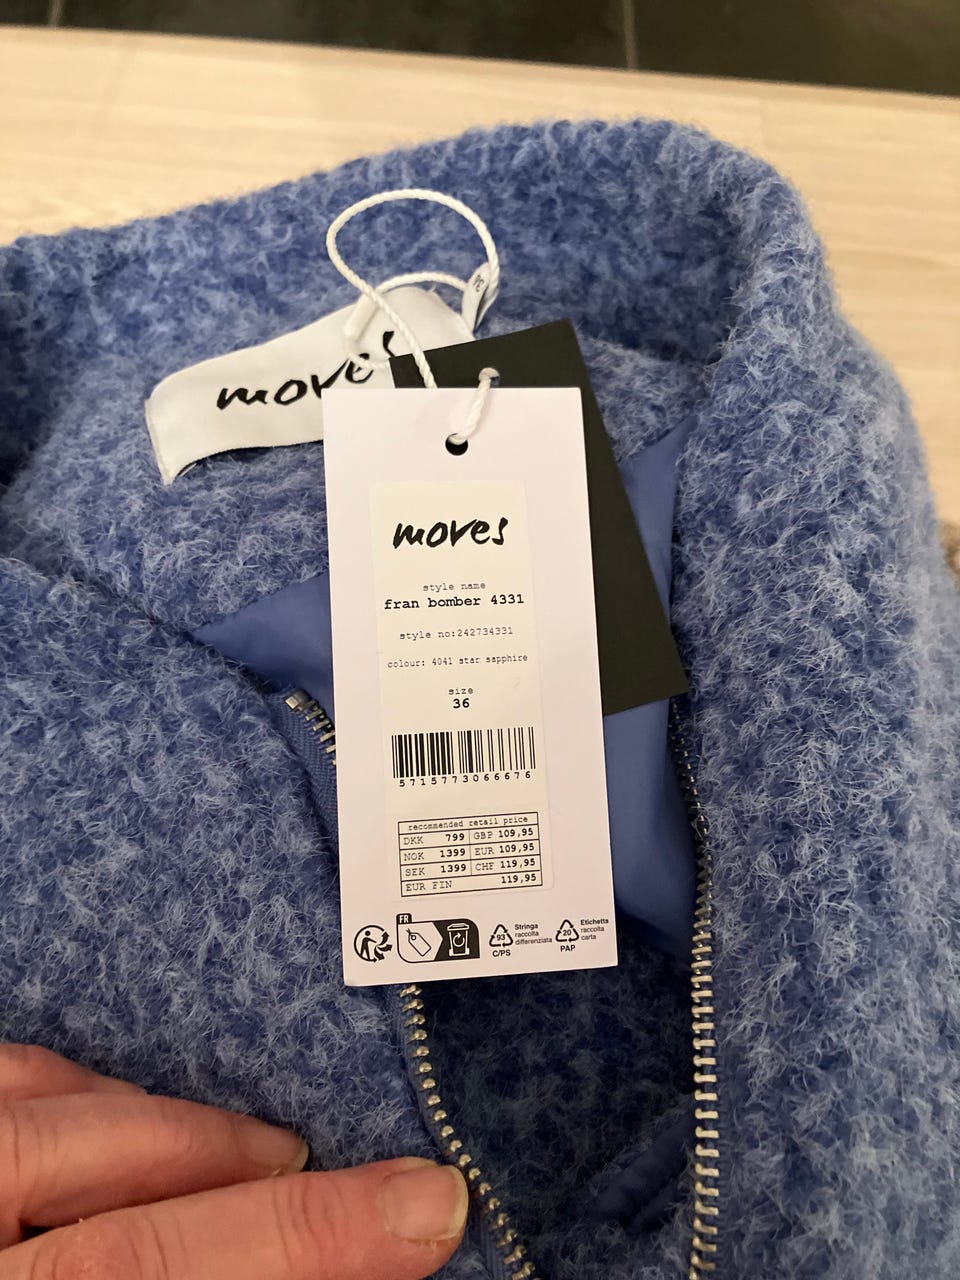 moves
36
moves
style name
fran bomber 4331
style no:242734331
colour: 4041 star sapphire
size
36
5715773066676
recommended retail price
DKK 799 GBP 109,95
NOK 1399 EUR 109,95
SEK 1399 CHF 119,95
EUR FIN 119,95
FR
93
C/PS
Stringa
raccolta
differenziata
20
PAP
Etichetta
raccolta
carta